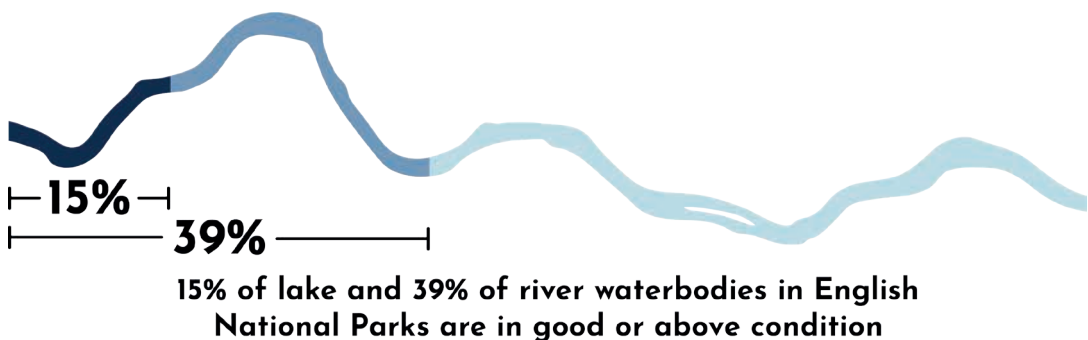 15%
39%
15% of lake and 39% of river waterbodies in English
National Parks are in good or above condition